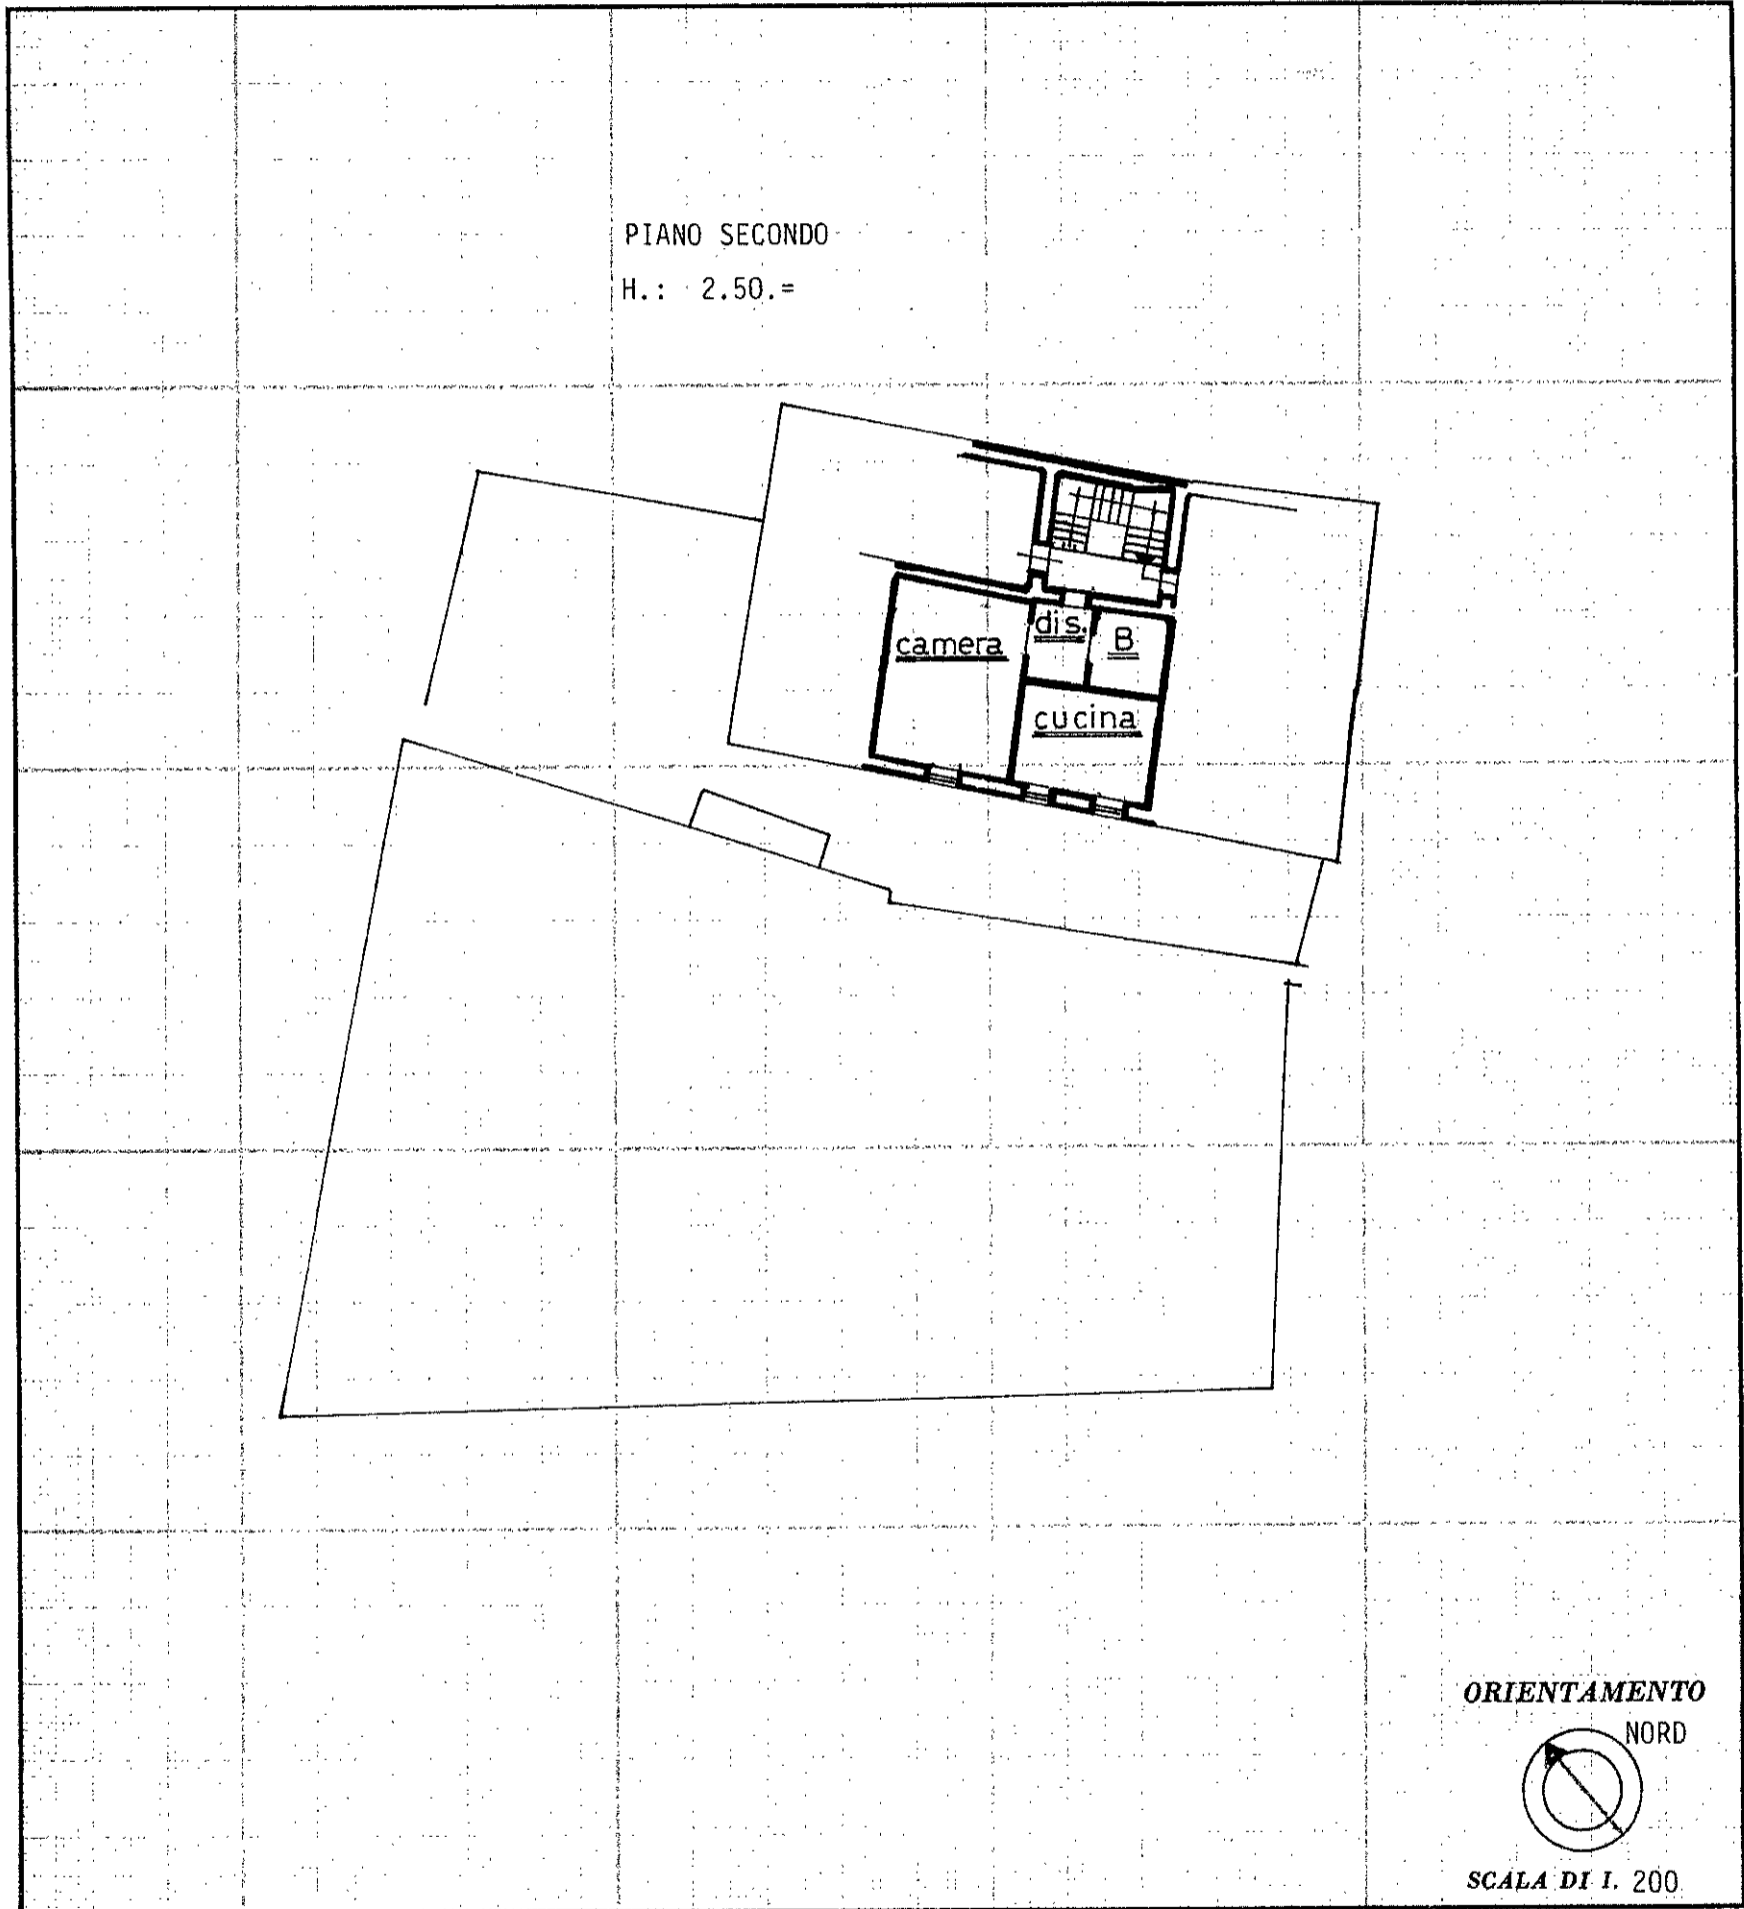 PIANO SECONDO
H.: 2.50.=
camera
dis.
B
cucina
ORIENTAMENTO
NORD
SCALA DI I. 200